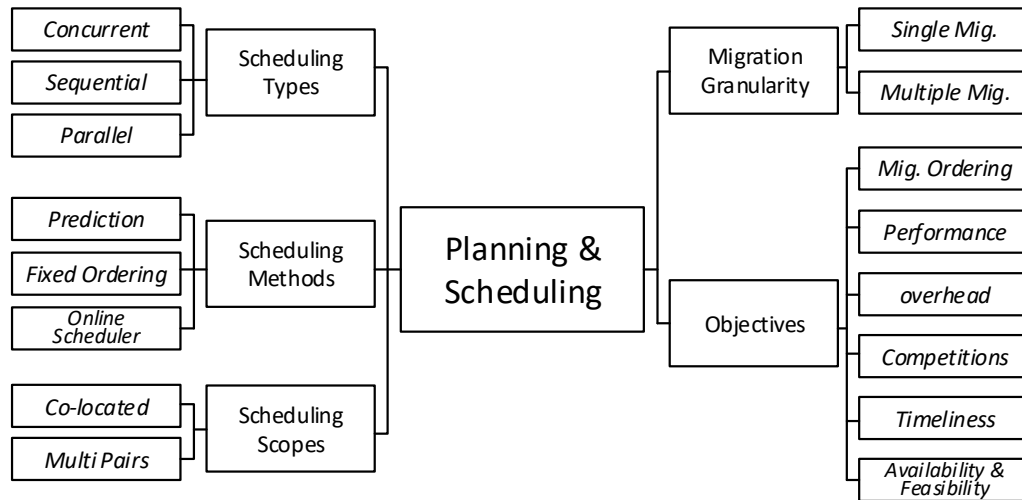 Concurrent
Sequential
Parallel
Scheduling
Types
Prediction
Fixed Ordering
Online
Scheduler
Scheduling
Methods
Co-located
Multi Pairs
Scheduling
Scopes
Planning &
Scheduling
Migration
Granularity
Single Mig.
Multiple Mig.
Objectives
Mig. Ordering
Performance
overhead
Competitions
Timeliness
Availability &
Feasibility